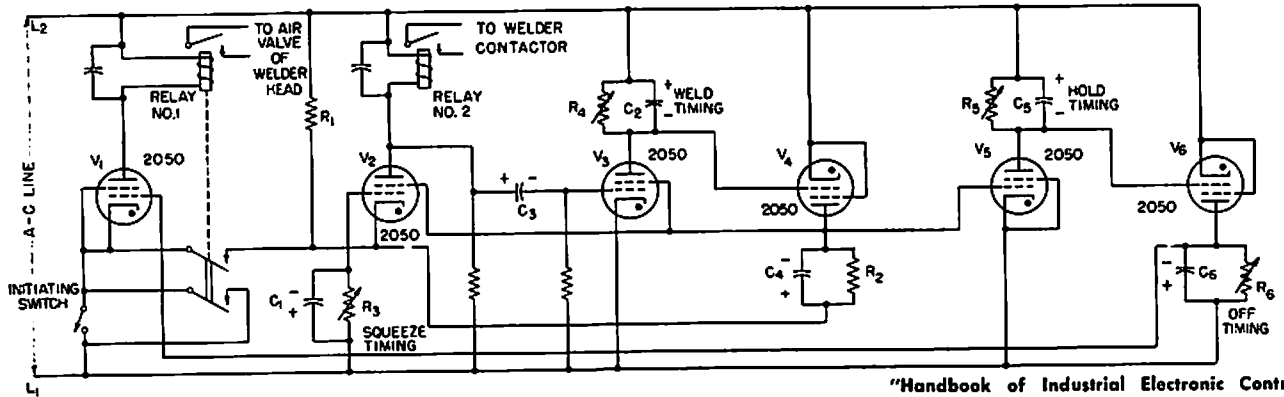 L2
TO AIR
VALVE
OF
WELDER
HEAD
TO WELDER
CONTACTOR
RELAY
NO.1
R1
RELAY
NO. 2
R4
C2
+
-
WELD
TIMING
R5
C5
+
-
HOLD
TIMING
A-C LINE
V1
2050
V2
2050
+
-
C3
V3
2050
V4
2050
V5
2050
V6
2050
INITIATING
SWITCH
C1
-
+
R3
SQUEEZE
TIMING
C4
-
+
R2
-
+
C6
R6
OFF
TIMING
L1
"Handbook of Industrial Electronic Contr